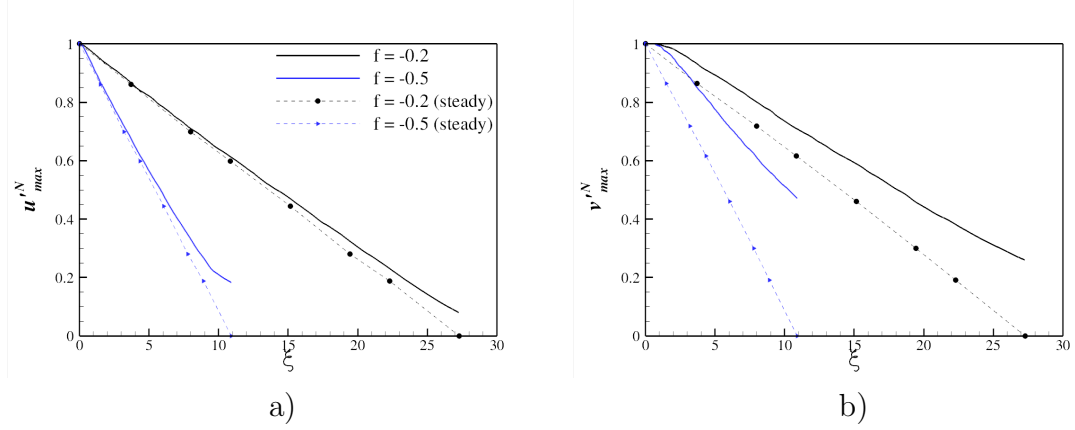 1
0.8
0.6
0.4
0.2
0
u'ᴺmax
0 5 10 15 20 25 30
ξ
f = -0.2
f = -0.5
f = -0.2 (steady)
f = -0.5 (steady)
a)
1
0.8
0.6
0.4
0.2
0
v'ᴺmax
0 5 10 15 20 25 30
ξ
b)